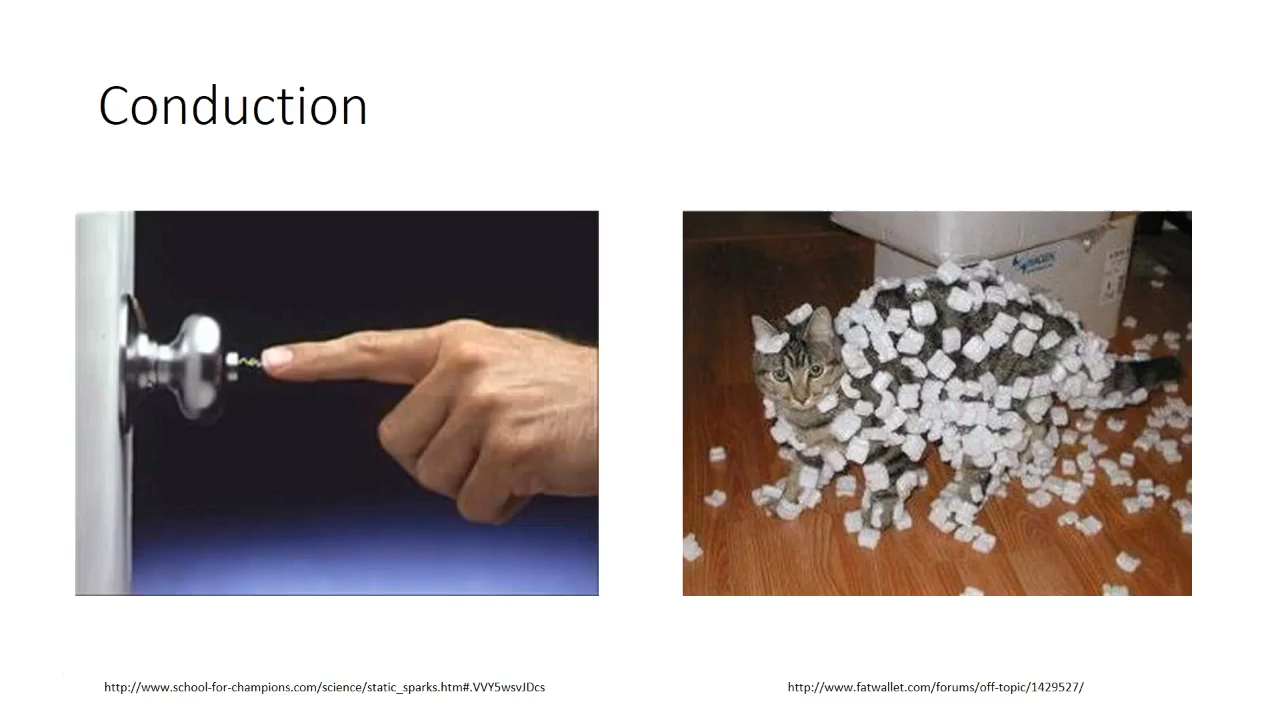 Conduction
http://www.school-for-champions.com/science/static_sparks.htm#.VVY5wsvJDcs
http://www.fatwallet.com/forums/off-topic/1429527/